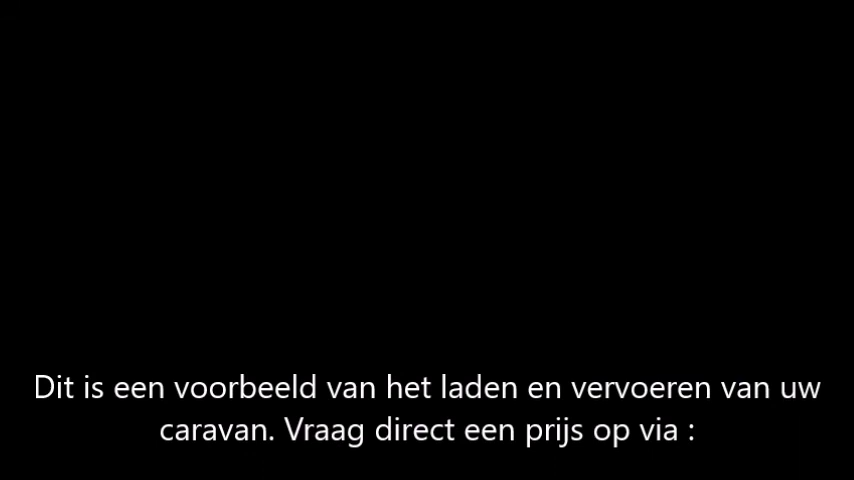 Dit is een voorbeeld van het laden en vervoeren van uw
caravan. Vraag direct een prijs op via :